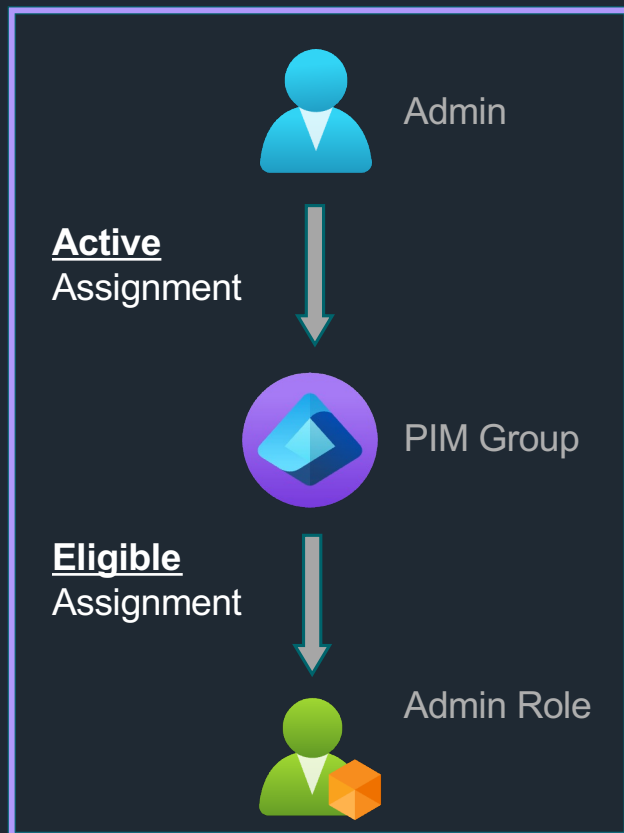 Admin
Active
Assignment
PIM Group
Eligible
Assignment
Admin Role